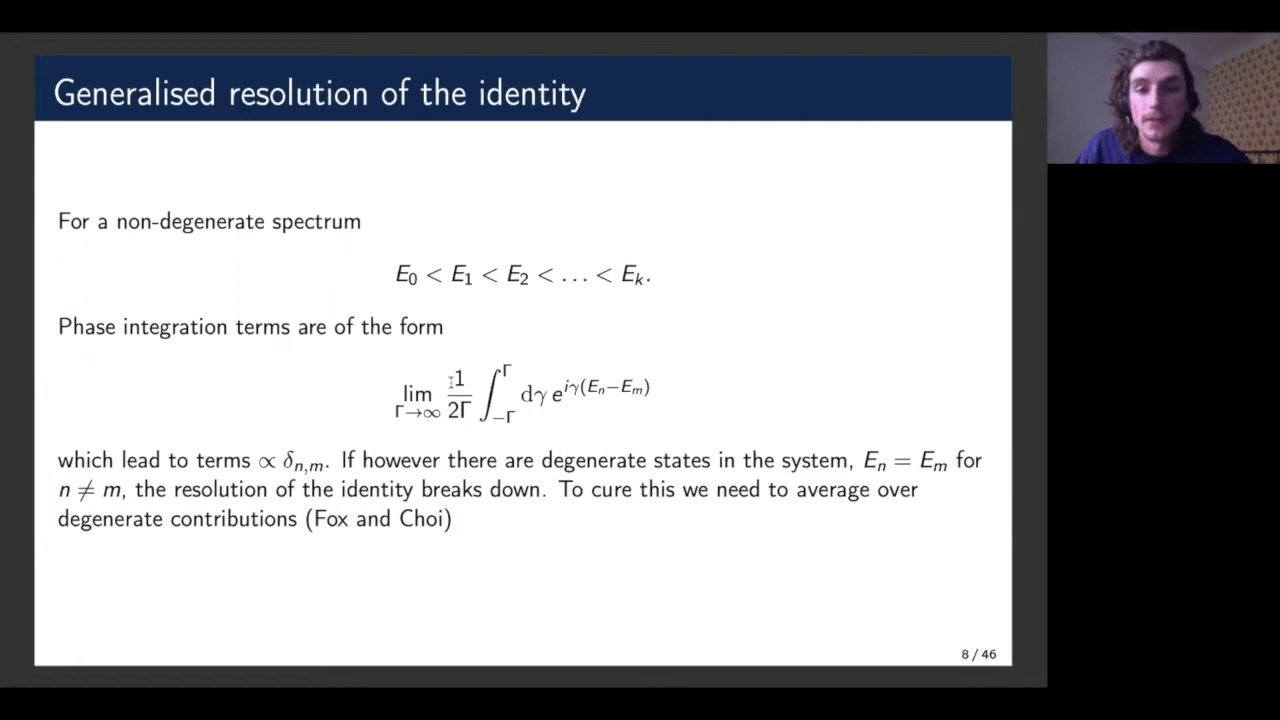 Generalised resolution of the identity
For a non-degenerate spectrum
E₀ < E₁ < E₂ < … < Eₖ.
Phase integration terms are of the form
lim_{Γ→∞} 1/(2Γ) ∫_{−Γ}^{Γ} dγ e^{iγ(Eₙ−Eₘ)}
which lead to terms ∝ δ_{n,m}. If however there are degenerate states in the system, Eₙ = Eₘ for
n ≠ m, the resolution of the identity breaks down. To cure this we need to average over
degenerate contributions (Fox and Choi)
8 / 46